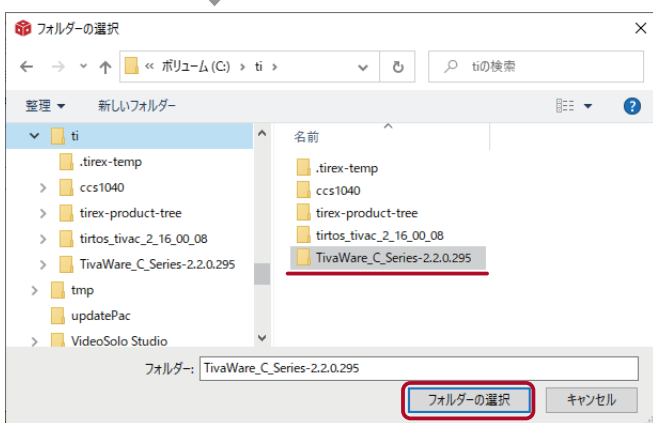 フォルダーの選択
« ボリューム (C:) › ti ›
tiの検索
整理 新しいフォルダー
ti
.tirex-temp
ccs1040
tirex-product-tree
tirtos_tivac_2_16_00_08
TivaWare_C_Series-2.2.0.295
tmp
updatePac
VideoSolo Studio
名前
.tirex-temp
ccs1040
tirex-product-tree
tirtos_tivac_2_16_00_08
TivaWare_C_Series-2.2.0.295
フォルダー: TivaWare_C_Series-2.2.0.295
フォルダーの選択 キャンセル